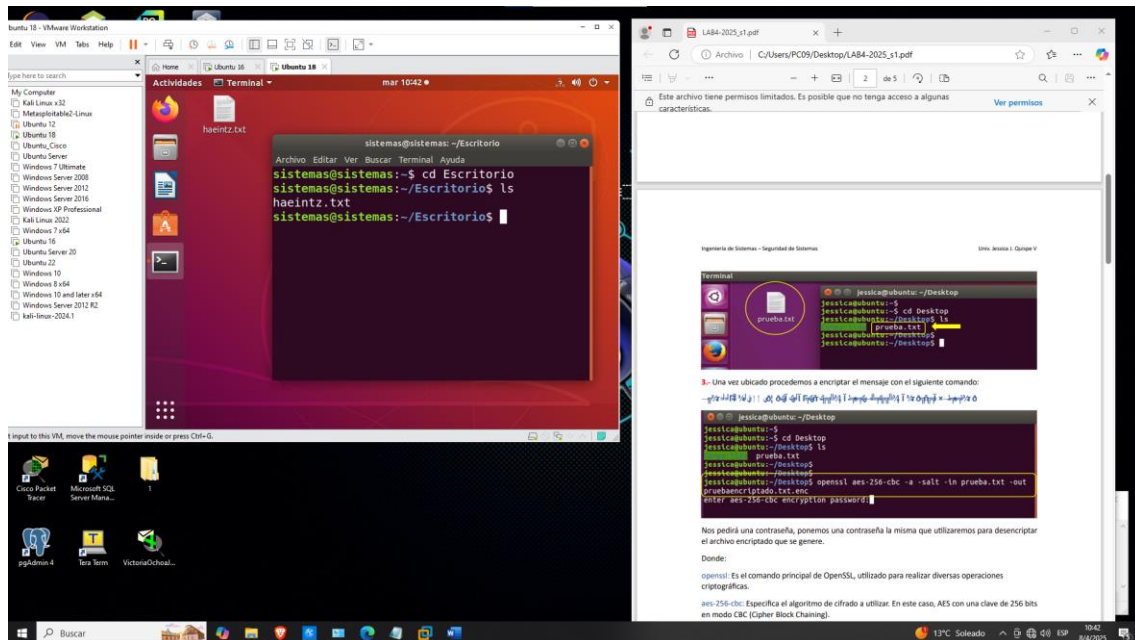 buntu 18 - VMware Workstation
Edit View VM Tabs Help
type here to search
My Computer
Kali Linux x32
Metasploitable2-Linux
Ubuntu 12
Ubuntu 18
Ubuntu_Cisco
Ubuntu Server
Windows 7 Ultimate
Windows Server 2008
Windows Server 2012
Windows Server 2016
Windows XP Professional
Kali Linux 2022
Windows 7 x64
Ubuntu 16
Ubuntu Server 20
Ubuntu 22
Windows 10
Windows 8 x64
Windows 10 and later x64
Windows Server 2012 R2
kali-linux-2024.1
Home
Ubuntu 16
Ubuntu 18
Actividades
Terminal
mar 10:42
haeintz.txt
sistemas@sistemas: ~/Escritorio
Archivo Editar Ver Buscar Terminal Ayuda
sistemas@sistemas:~$ cd Escritorio
sistemas@sistemas:~/Escritorio$ ls
haeintz.txt
sistemas@sistemas:~/Escritorio$
t input to this VM, move the mouse pointer inside or press Ctrl+G.
Cisco Packet Tracer
Microsoft SQL Server Mana...
1
pgAdmin 4
Tera Term
VictoriaOchoaL...
LAB4-2025_s1.pdf
Archivo
C:/Users/PC09/Desktop/LAB4-2025_s1.pdf
2 de 5
Este archivo tiene permisos limitados. Es posible que no tenga acceso a algunas
características.
Ver permisos
Ingeniería de Sistemas – Seguridad de Sistemas
Univ. Jessica J. Quispe V
Terminal
prueba.txt
jessica@ubuntu: ~/Desktop
jessica@ubuntu:~$
jessica@ubuntu:~$ cd Desktop
jessica@ubuntu:~/Desktop$ ls
prueba.txt
jessica@ubuntu:~/Desktop$
jessica@ubuntu:~/Desktop$
3.- Una vez ubicado procedemos a encriptar el mensaje con el siguiente comando:
jessica@ubuntu: ~/Desktop
jessica@ubuntu:~$
jessica@ubuntu:~$ cd Desktop
jessica@ubuntu:~/Desktop$ ls
prueba.txt
jessica@ubuntu:~/Desktop$
jessica@ubuntu:~/Desktop$
jessica@ubuntu:~/Desktop$ openssl aes-256-cbc -a -salt -in prueba.txt -out
pruebaencriptado.txt.enc
enter aes-256-cbc encryption password:
Nos pedirá una contraseña, ponemos una contraseña la misma que utilizaremos para desencriptar
el archivo encriptado que se genere.
Donde:
openssl: Es el comando principal de OpenSSL, utilizado para realizar diversas operaciones
criptográficas.
aes-256-cbc: Especifica el algoritmo de cifrado a utilizar. En este caso, AES con una clave de 256 bits
en modo CBC (Cipher Block Chaining).
Buscar
13°C Soleado
ESP
10:42
8/4/2025